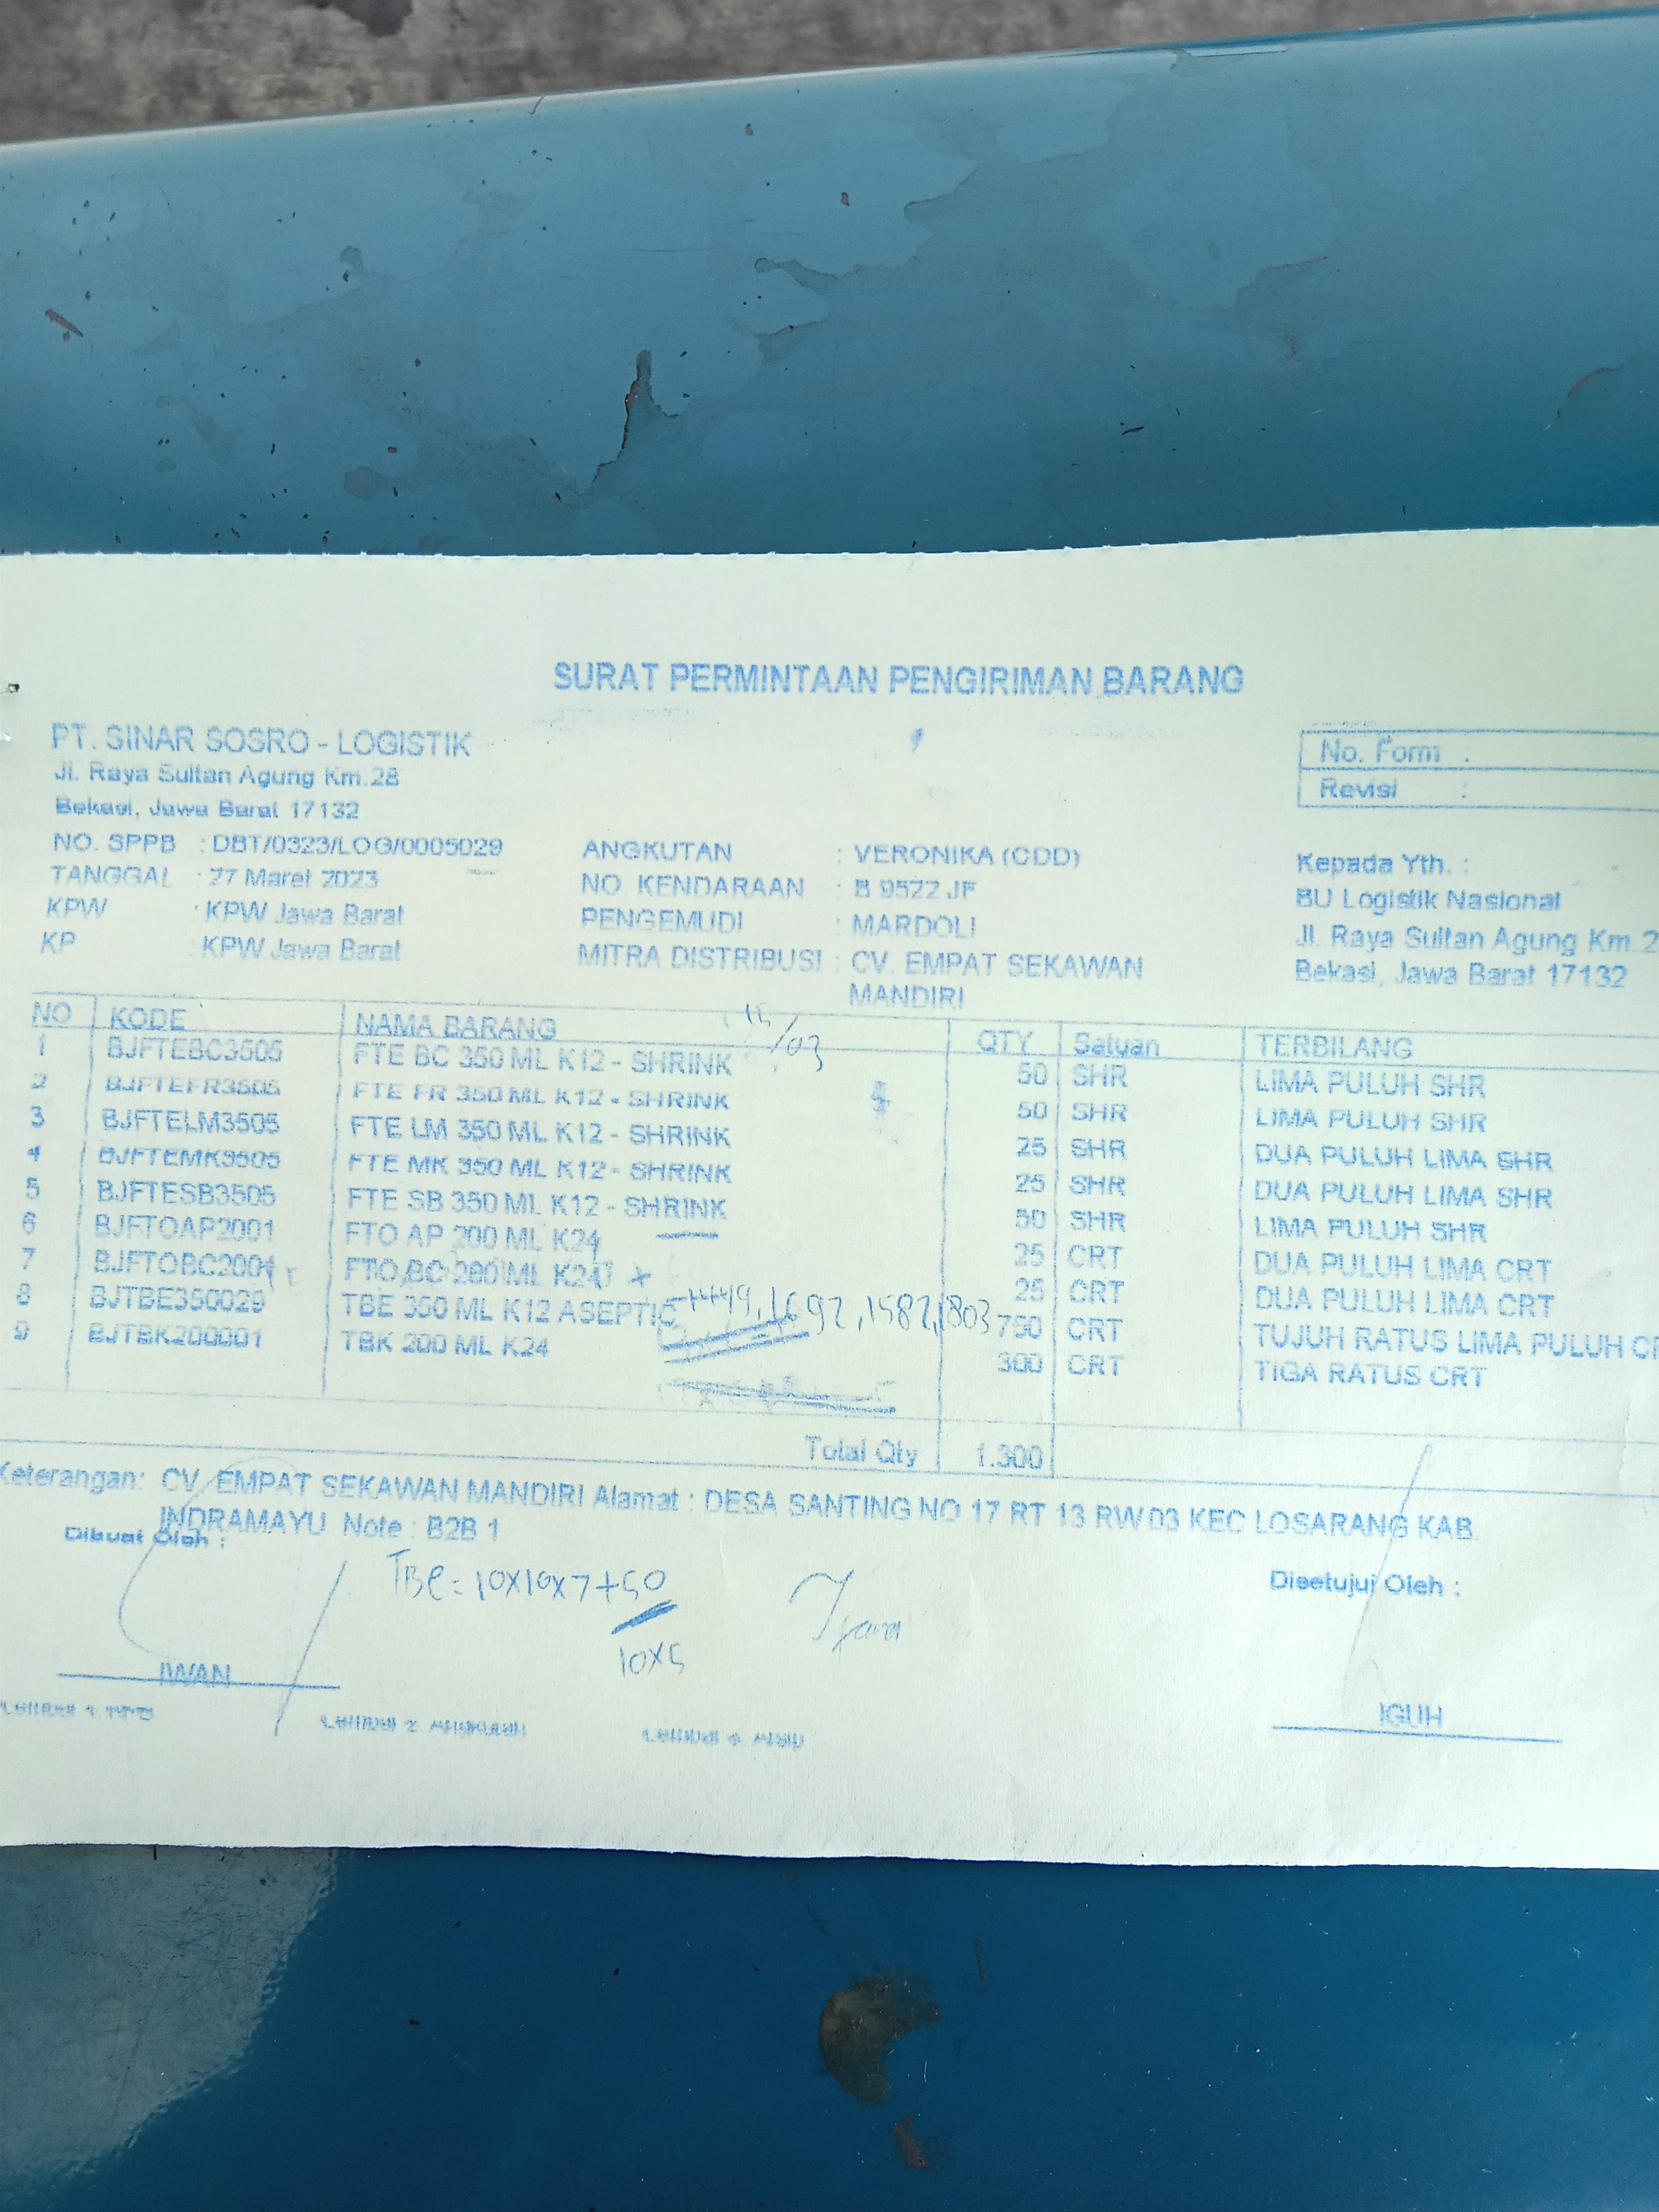 SURAT PERMINTAAN PENGIRIMAN BARANG
PT. SINAR SOSRO - LOGISTIK
Jl. Raya Sultan Agung Km.28
Bekasi, Jawa Barat 17132
No. Form :
Revisi :
NO. SPPB : DBT/0323/LOG/0005029
TANGGAL : 27 Maret 2023
KPW : KPW Jawa Barat
KP : KPW Jawa Barat
ANGKUTAN : VERONIKA (CDD)
NO KENDARAAN : B 9522 JF
PENGEMUDI : MARDOLI
MITRA DISTRIBUSI : CV. EMPAT SEKAWAN
MANDIRI
Kepada Yth. :
BU Logistik Nasional
Jl. Raya Sultan Agung Km.2
Bekasi, Jawa Barat 17132
NO KODE NAMA BARANG QTY Satuan TERBILANG
1 BJFTEBC3505 FTE BC 350 ML K12 - SHRINK 50 SHR LIMA PULUH SHR
2 BJFTEFR3505 FTE FR 350 ML K12 - SHRINK 50 SHR LIMA PULUH SHR
3 BJFTELM3505 FTE LM 350 ML K12 - SHRINK 25 SHR DUA PULUH LIMA SHR
4 BJFTEMK3505 FTE MK 350 ML K12 - SHRINK 25 SHR DUA PULUH LIMA SHR
5 BJFTESB3505 FTE SB 350 ML K12 - SHRINK 50 SHR LIMA PULUH SHR
6 BJFTOAP2001 FTO AP 200 ML K24 25 CRT DUA PULUH LIMA CRT
7 BJFTOBC2001 FTO BC 200 ML K24 25 CRT DUA PULUH LIMA CRT
8 BJTBE350029 TBE 350 ML K12 ASEPTIC 1692, 1582, 1803 750 CRT TUJUH RATUS LIMA PULUH CR
9 BJTBK200001 TBK 200 ML K24 300 CRT TIGA RATUS CRT
Total Qty 1.300
Keterangan: CV. EMPAT SEKAWAN MANDIRI Alamat : DESA SANTING NO 17 RT 13 RW 03 KEC LOSARANG KAB.
INDRAMAYU Note : B2B 1
Dibuat Oleh :
Disetujui Oleh :
TBE = 10x10x7+50
10x5
IWAN
IGUH
Lembar 2. Angkutan